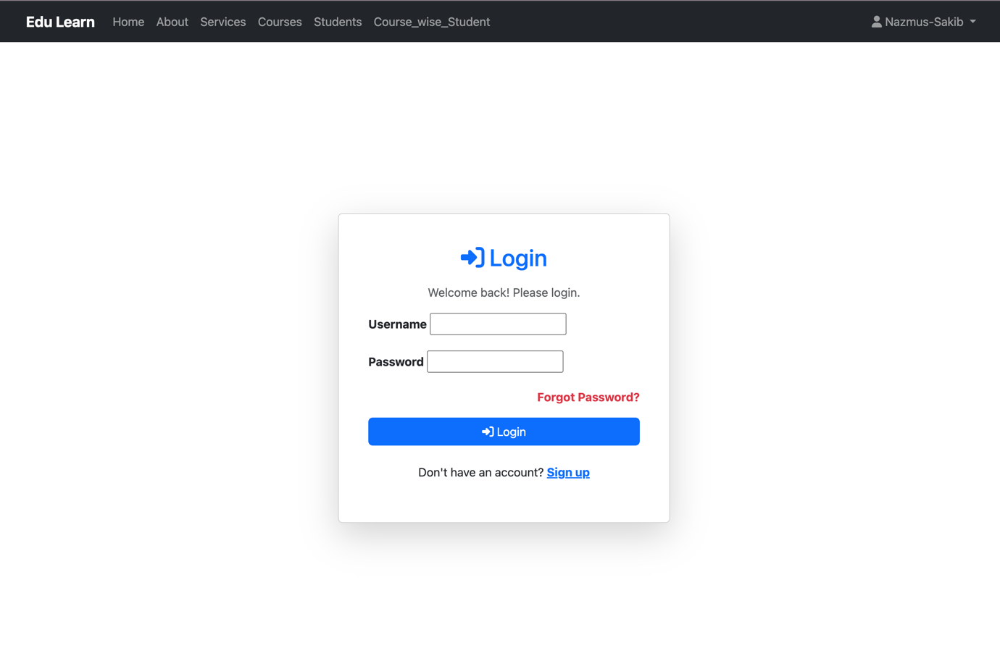 Edu Learn Home About Services Courses Students Course_wise_Student Nazmus-Sakib
Login
Welcome back! Please login.
Username
Password
Forgot Password?
Login
Don't have an account? Sign up